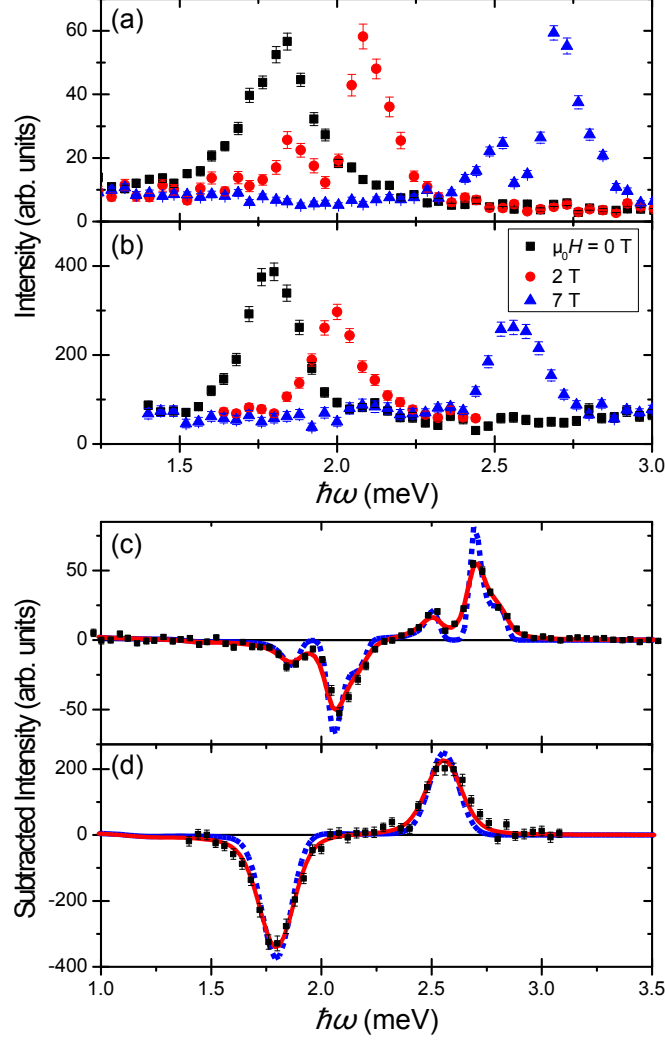 (a)
60
40
20
0
Intensity (arb. units)
(b)
μ₀H = 0 T
2 T
7 T
400
200
0
1.5
2.0
2.5
3.0
ħω (meV)
(c)
50
0
-50
Subtracted Intensity (arb. units)
(d)
200
0
-200
-400
1.0
1.5
2.0
2.5
3.0
3.5
ħω (meV)